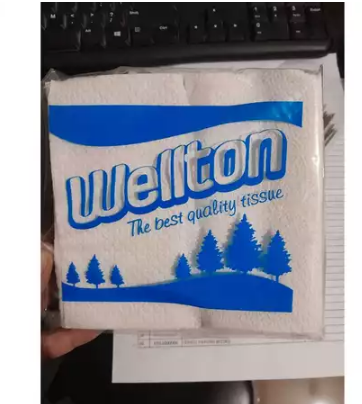 Wellton
The best quality tissue